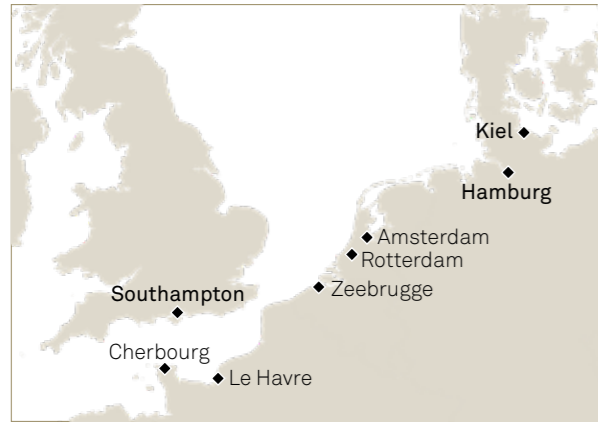 Kiel
Hamburg
Amsterdam
Rotterdam
Zeebrugge
Southampton
Cherbourg
Le Havre